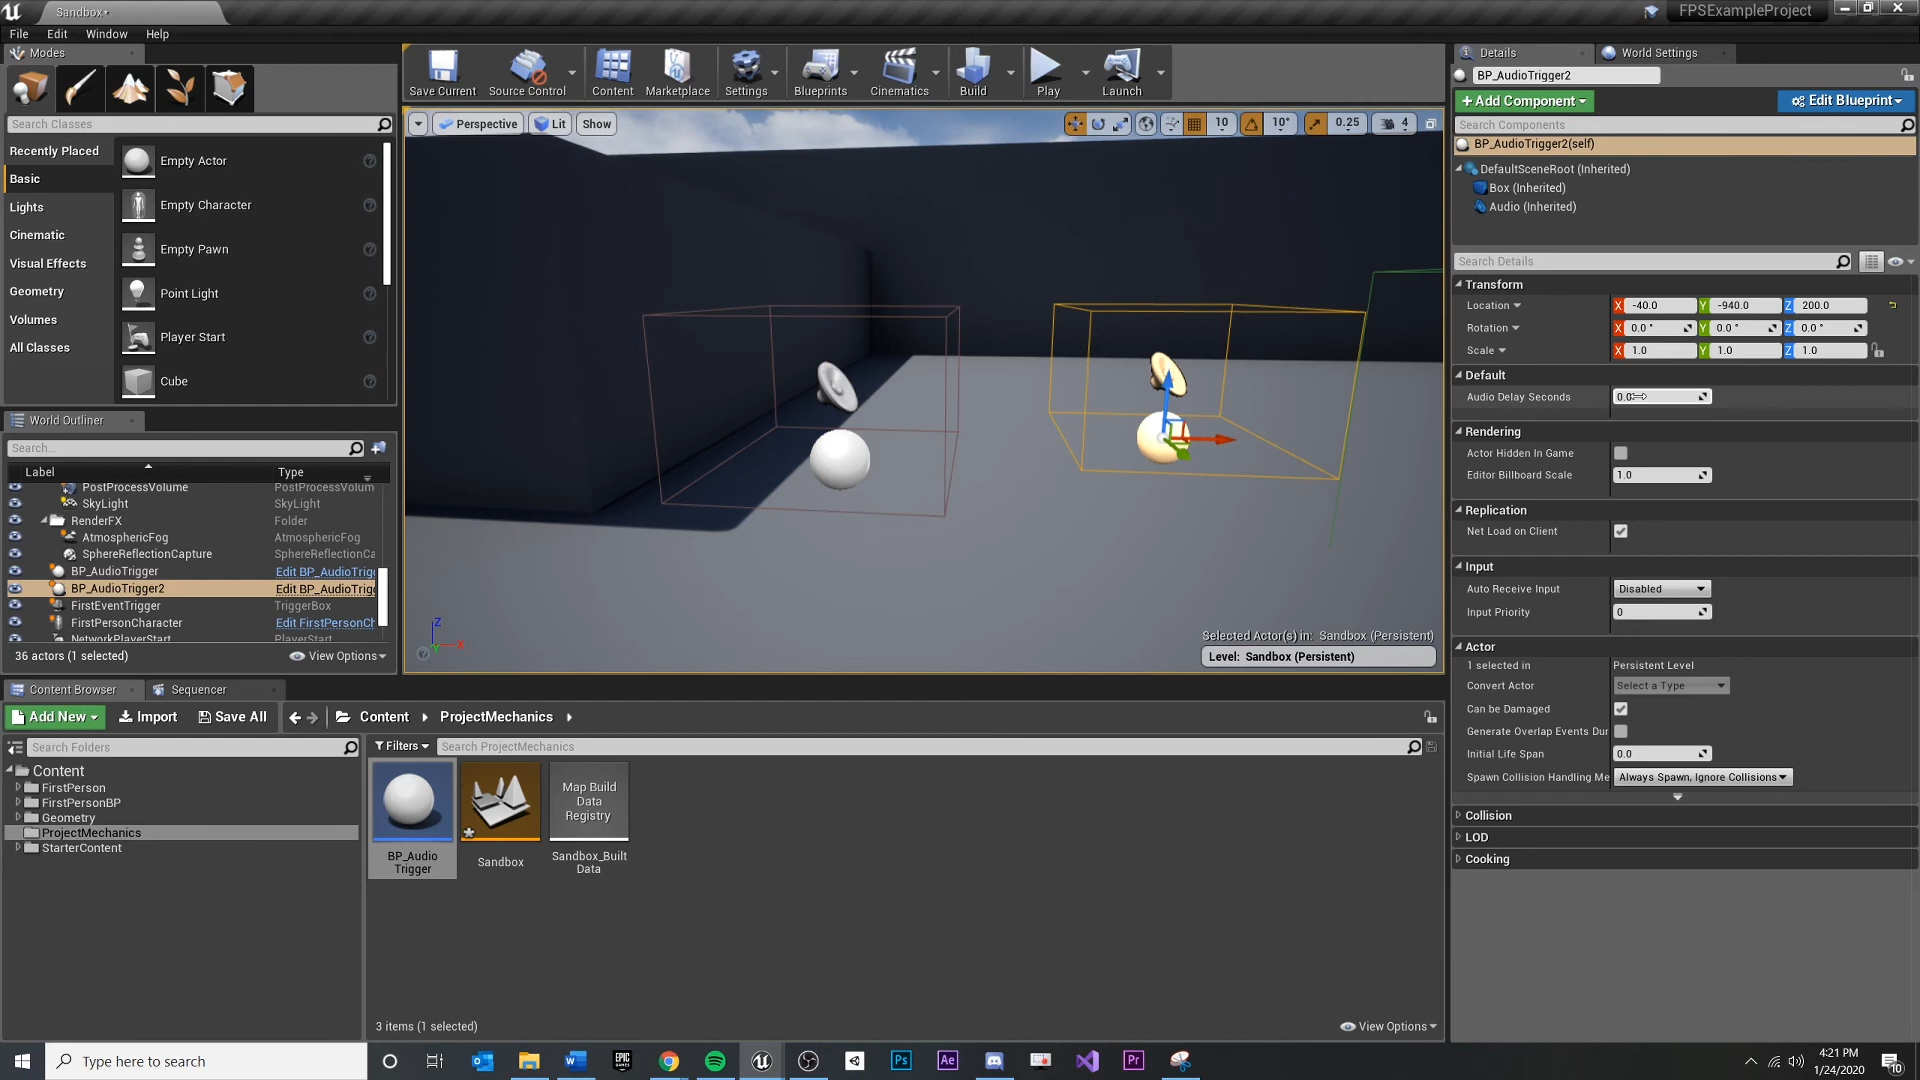 Sandbox•
FPSExampleProject
File Edit Window Help
Modes
Search Classes
Recently Placed
Basic
Lights
Cinematic
Visual Effects
Geometry
Volumes
All Classes
Empty Actor
Empty Character
Empty Pawn
Point Light
Player Start
Cube
Save Current
Source Control
Content
Marketplace
Settings
Blueprints
Cinematics
Build
Play
Launch
Perspective Lit Show
10 10° 0.25 4
Z
X
Y
Selected Actor(s) in: Sandbox (Persistent)
Level: Sandbox (Persistent)
World Outliner
Search...
Label Type
PostProcessVolume PostProcessVolum
SkyLight SkyLight
RenderFX Folder
AtmosphericFog AtmosphericFog
SphereReflectionCapture SphereReflectionCa
BP_AudioTrigger Edit BP_AudioTrigg
BP_AudioTrigger2 Edit BP_AudioTrigg
FirstEventTrigger TriggerBox
FirstPersonCharacter Edit FirstPersonCh
NetworkPlayerStart PlayerStart
36 actors (1 selected) View Options
Content Browser Sequencer
Add New Import Save All Content ProjectMechanics
Search Folders
Filters Search ProjectMechanics
Content
FirstPerson
FirstPersonBP
Geometry
ProjectMechanics
StarterContent
BP_Audio
Trigger
Sandbox
Map Build
Data
Registry
Sandbox_Built
Data
3 items (1 selected) View Options
Details World Settings
BP_AudioTrigger2
+Add Component Edit Blueprint
Search Components
BP_AudioTrigger2(self)
DefaultSceneRoot (Inherited)
Box (Inherited)
Audio (Inherited)
Search Details
Transform
Location X -40.0 Y -940.0 Z 200.0
Rotation X 0.0 ° Y 0.0 ° Z 0.0 °
Scale X 1.0 Y 1.0 Z 1.0
Default
Audio Delay Seconds 0.0
Rendering
Actor Hidden In Game
Editor Billboard Scale 1.0
Replication
Net Load on Client
Input
Auto Receive Input Disabled
Input Priority 0
Actor
1 selected in Persistent Level
Convert Actor Select a Type
Can be Damaged
Generate Overlap Events Dur
Initial Life Span 0.0
Spawn Collision Handling Me Always Spawn, Ignore Collisions
Collision
LOD
Cooking
Type here to search
EPIC
GAMES
Ps
Ae
Pr
4:21 PM
1/24/2020
10